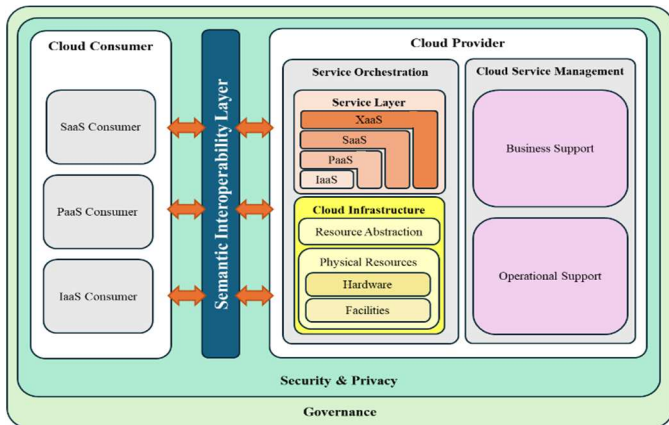 Cloud Consumer
SaaS Consumer
PaaS Consumer
IaaS Consumer
Semantic Interoperability Layer
Cloud Provider
Service Orchestration
Service Layer
XaaS
SaaS
PaaS
IaaS
Cloud Infrastructure
Resource Abstraction
Physical Resources
Hardware
Facilities
Cloud Service Management
Business Support
Operational Support
Security & Privacy
Governance